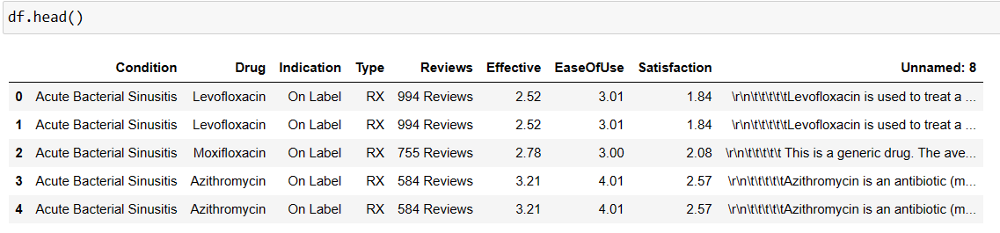 df.head()
Condition Drug Indication Type Reviews Effective EaseOfUse Satisfaction Unnamed: 8
0 Acute Bacterial Sinusitis Levofloxacin On Label RX 994 Reviews 2.52 3.01 1.84 \r\n\t\t\t\t\tLevofloxacin is used to treat a ...
1 Acute Bacterial Sinusitis Levofloxacin On Label RX 994 Reviews 2.52 3.01 1.84 \r\n\t\t\t\t\tLevofloxacin is used to treat a ...
2 Acute Bacterial Sinusitis Moxifloxacin On Label RX 755 Reviews 2.78 3.00 2.08 \r\n\t\t\t\t\t This is a generic drug. The ave...
3 Acute Bacterial Sinusitis Azithromycin On Label RX 584 Reviews 3.21 4.01 2.57 \r\n\t\t\t\t\tAzithromycin is an antibiotic (m...
4 Acute Bacterial Sinusitis Azithromycin On Label RX 584 Reviews 3.21 4.01 2.57 \r\n\t\t\t\t\tAzithromycin is an antibiotic (m...